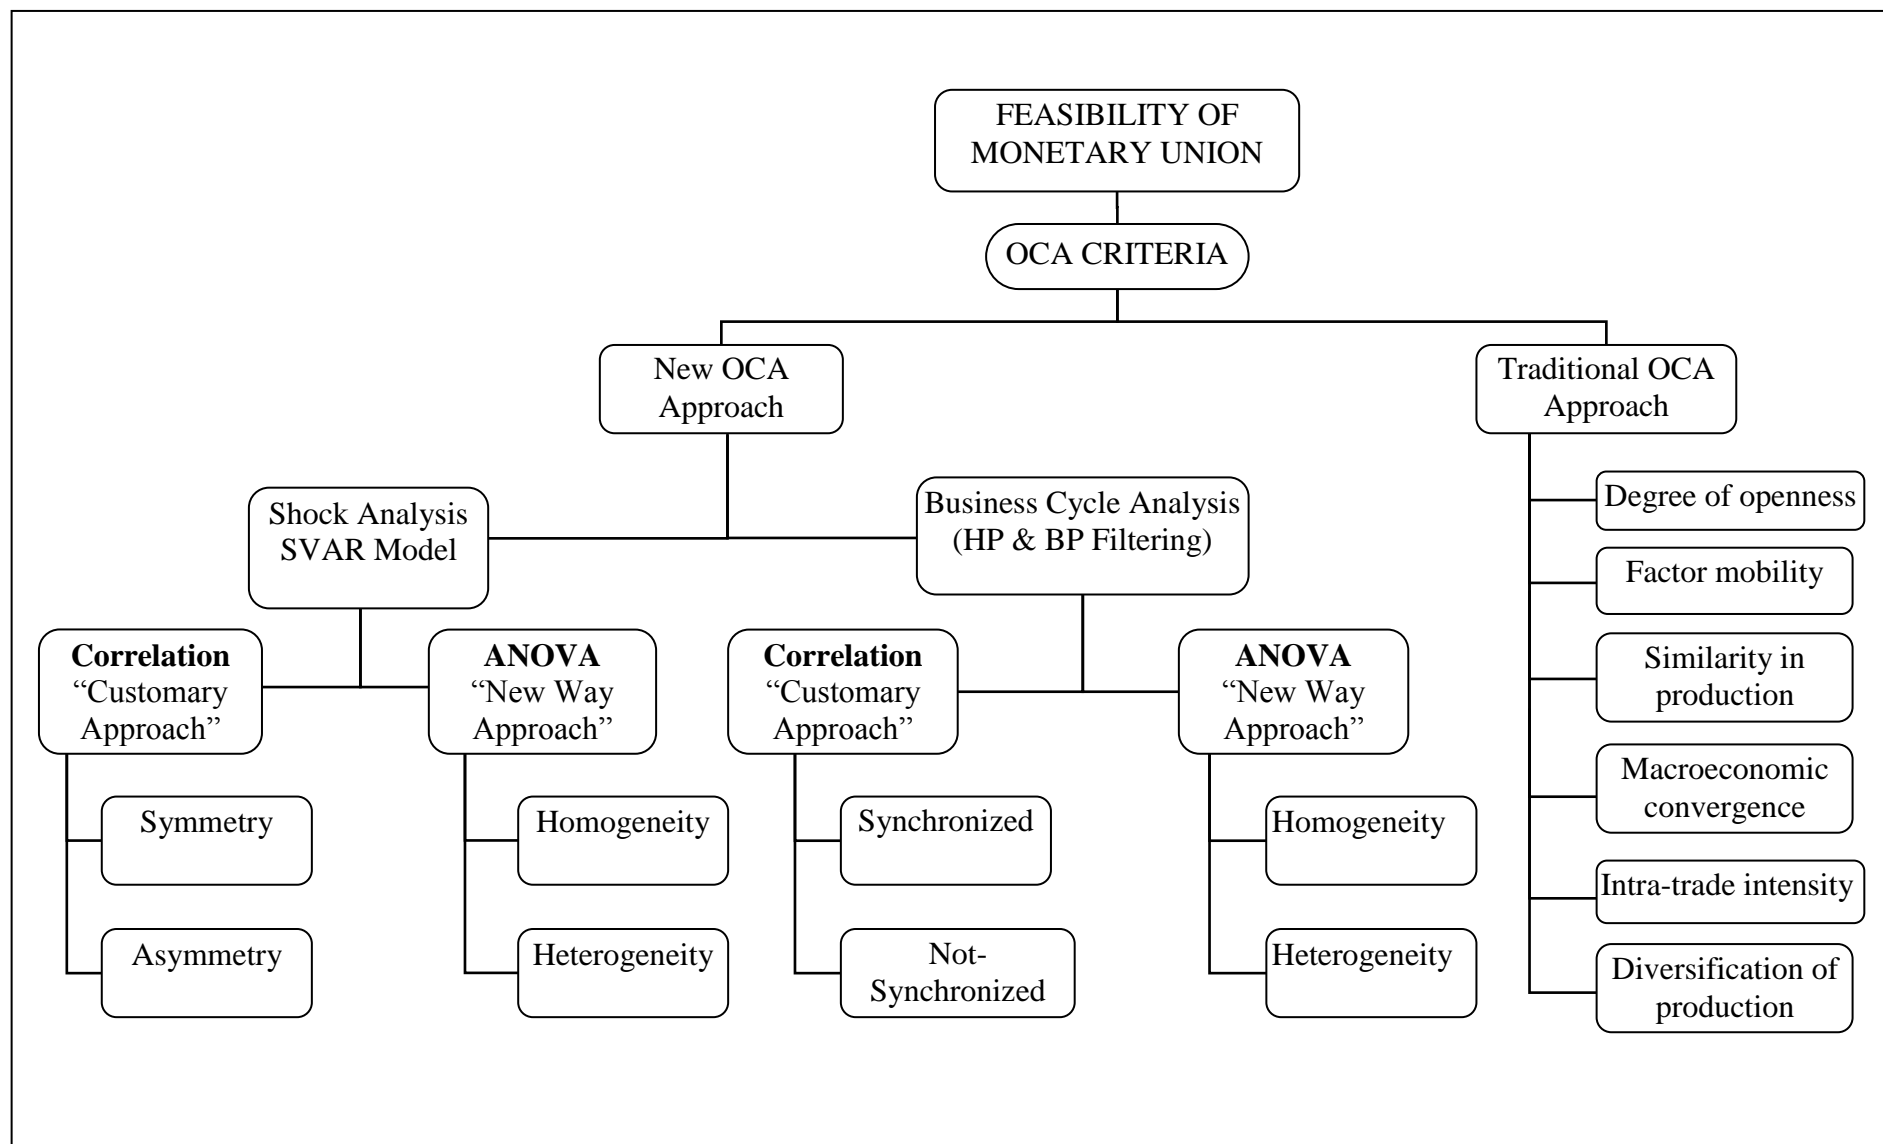 FEASIBILITY OF
MONETARY UNION
OCA CRITERIA
New OCA
Approach
Traditional OCA
Approach
Shock Analysis
SVAR Model
Business Cycle Analysis
(HP & BP Filtering)
Correlation
“Customary
Approach”
ANOVA
“New Way
Approach”
Correlation
“Customary
Approach”
ANOVA
“New Way
Approach”
Symmetry
Asymmetry
Homogeneity
Heterogeneity
Synchronized
Not-
Synchronized
Homogeneity
Heterogeneity
Degree of openness
Factor mobility
Similarity in
production
Macroeconomic
convergence
Intra-trade intensity
Diversification of
production